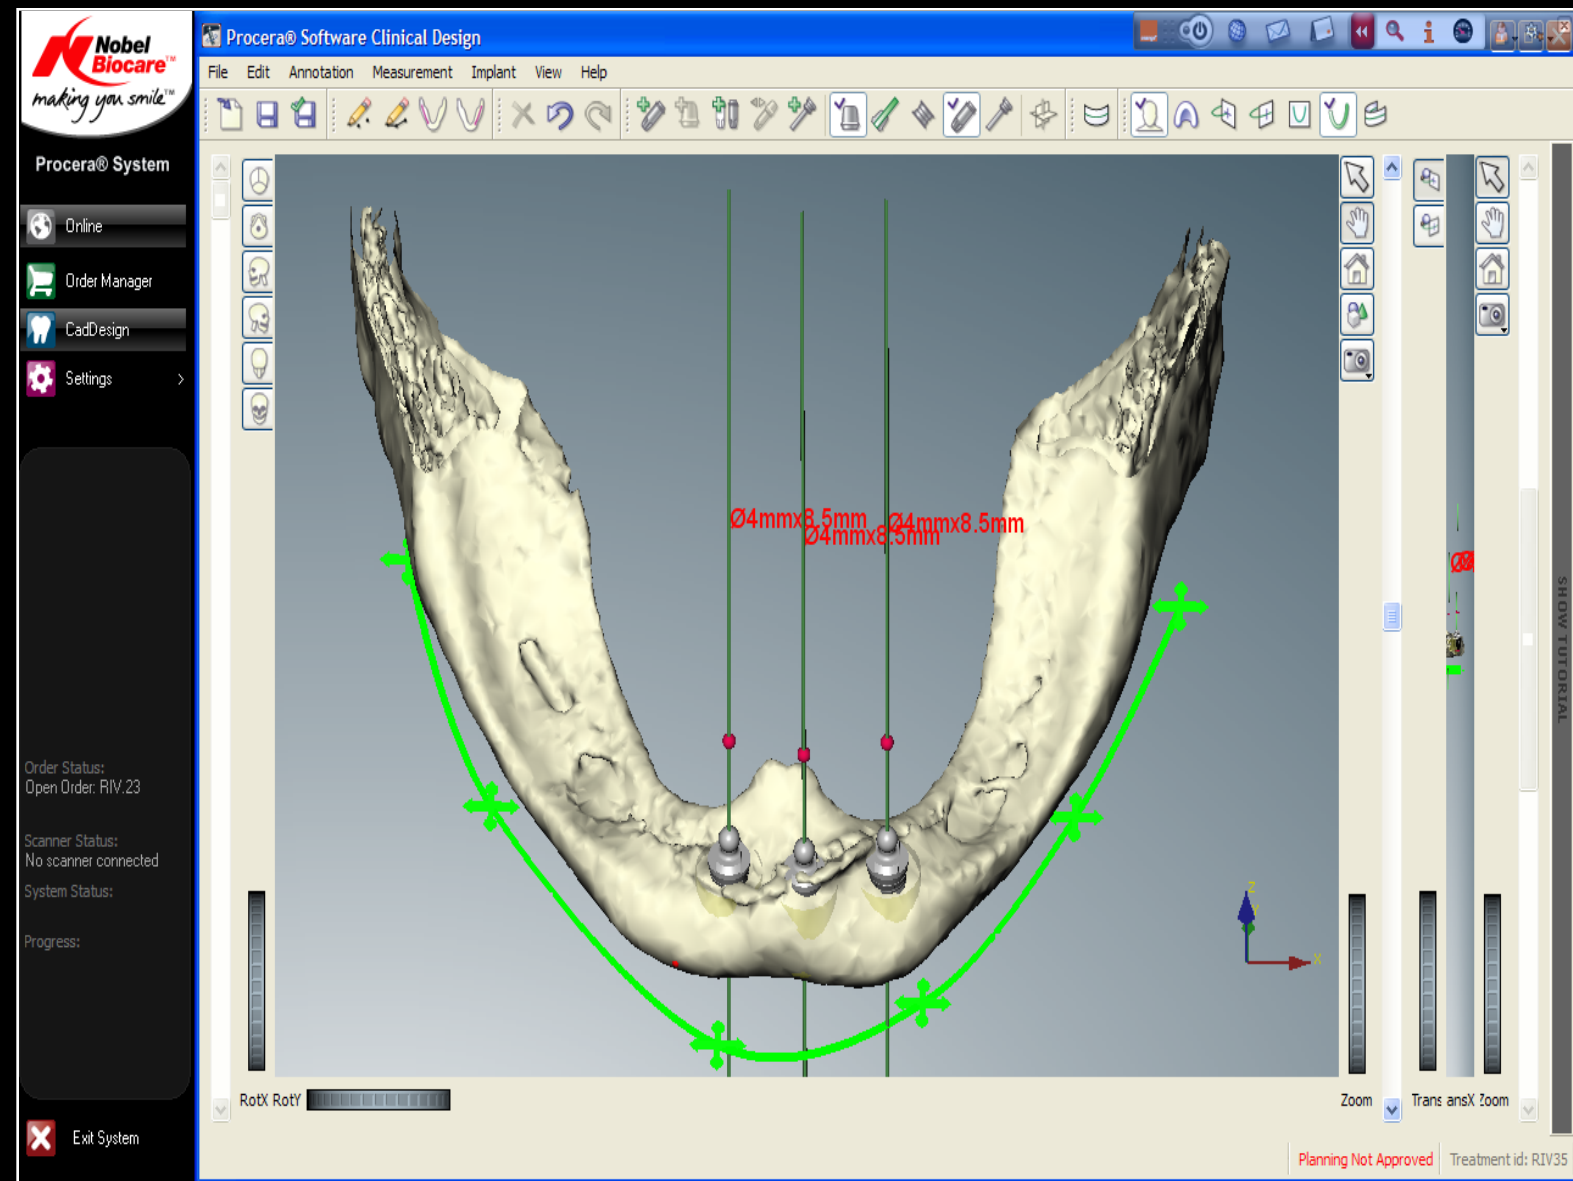 Nobel
Biocare™
making you smile™
Procera® System
Online
Order Manager
CadDesign
Settings
Order Status:
Open Order: RIV.23
Scanner Status:
No scanner connected
System Status:
Progress:
Exit System
Procera® Software Clinical Design
File Edit Annotation Measurement Implant View Help
Ø4mmx8.5mm
Ø4mmx8.5mm
Ø4mmx8.5mm
Z
Y
X
SHOW TUTORIAL
RotX RotY
Zoom
Trans ansX Zoom
Planning Not Approved
Treatment id: RIV35